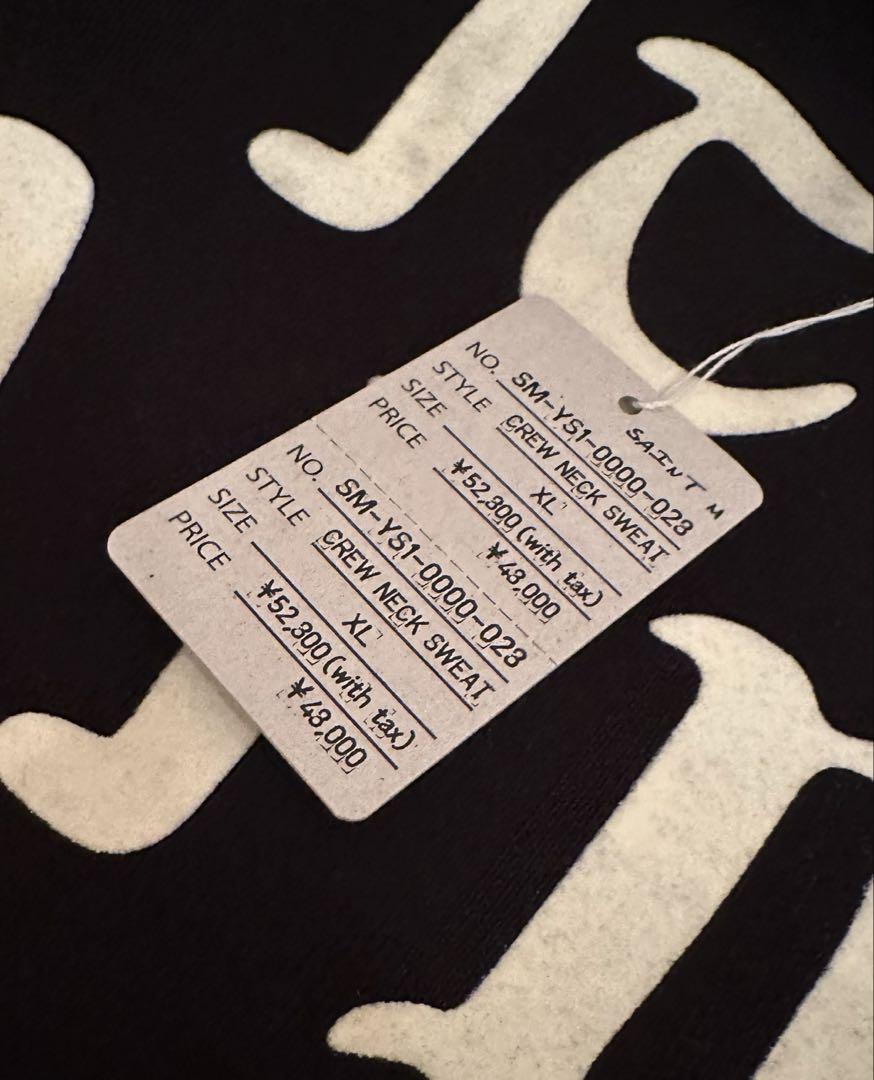 SAINT M
NO. SM-YS1-0000-028
STYLE CREW NECK SWEAT
SIZE XL
PRICE ¥52,800(with tax)
¥48,000
NO. SM-YS1-0000-028
STYLE CREW NECK SWEAT
SIZE XL
PRICE ¥52,800(with tax)
¥48,000